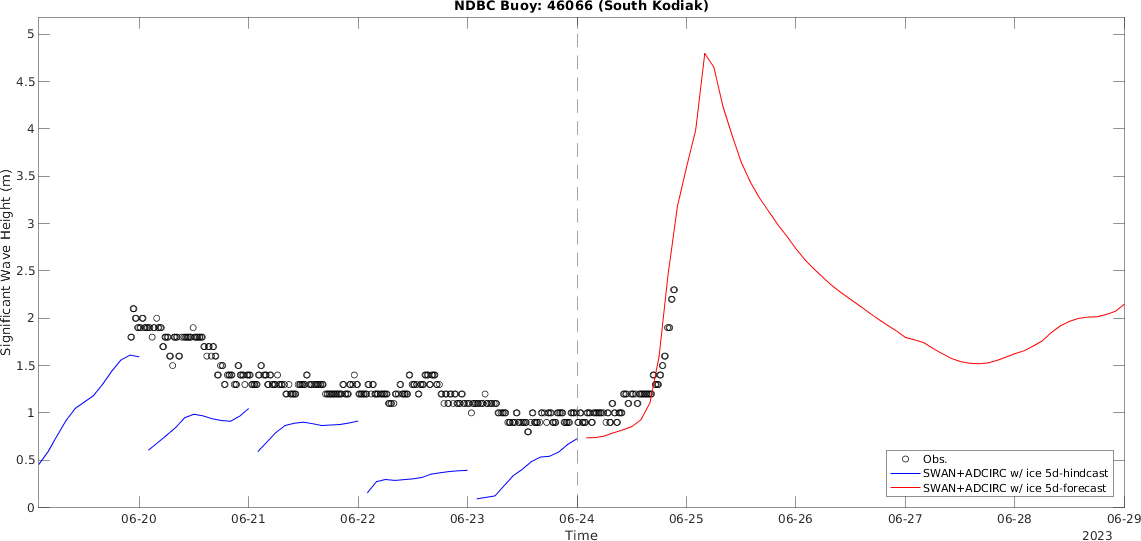 NDBC Buoy: 46066 (South Kodiak)
Significant Wave Height (m)
5
4.5
4
3.5
3
2.5
2
1.5
1
0.5
0
Obs.
SWAN+ADCIRC w/ ice 5d-hindcast
SWAN+ADCIRC w/ ice 5d-forecast
06-20 06-21 06-22 06-23 06-24 06-25 06-26 06-27 06-28 06-29
Time
2023